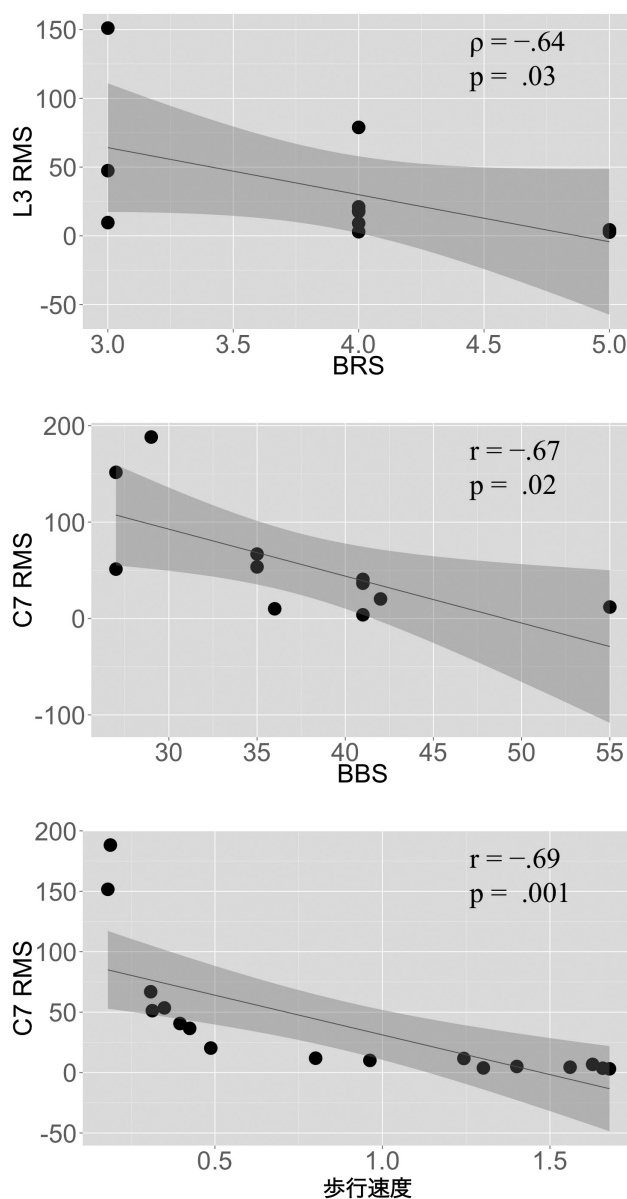 150
100
50
0
-50
L3 RMS
ρ = −.64
p = .03
3.0 3.5 4.0 4.5 5.0
BRS
200
100
0
-100
C7 RMS
r = −.67
p = .02
30 35 40 45 50 55
BBS
200
150
100
50
0
-50
C7 RMS
r = −.69
p = .001
0.5 1.0 1.5
歩行速度